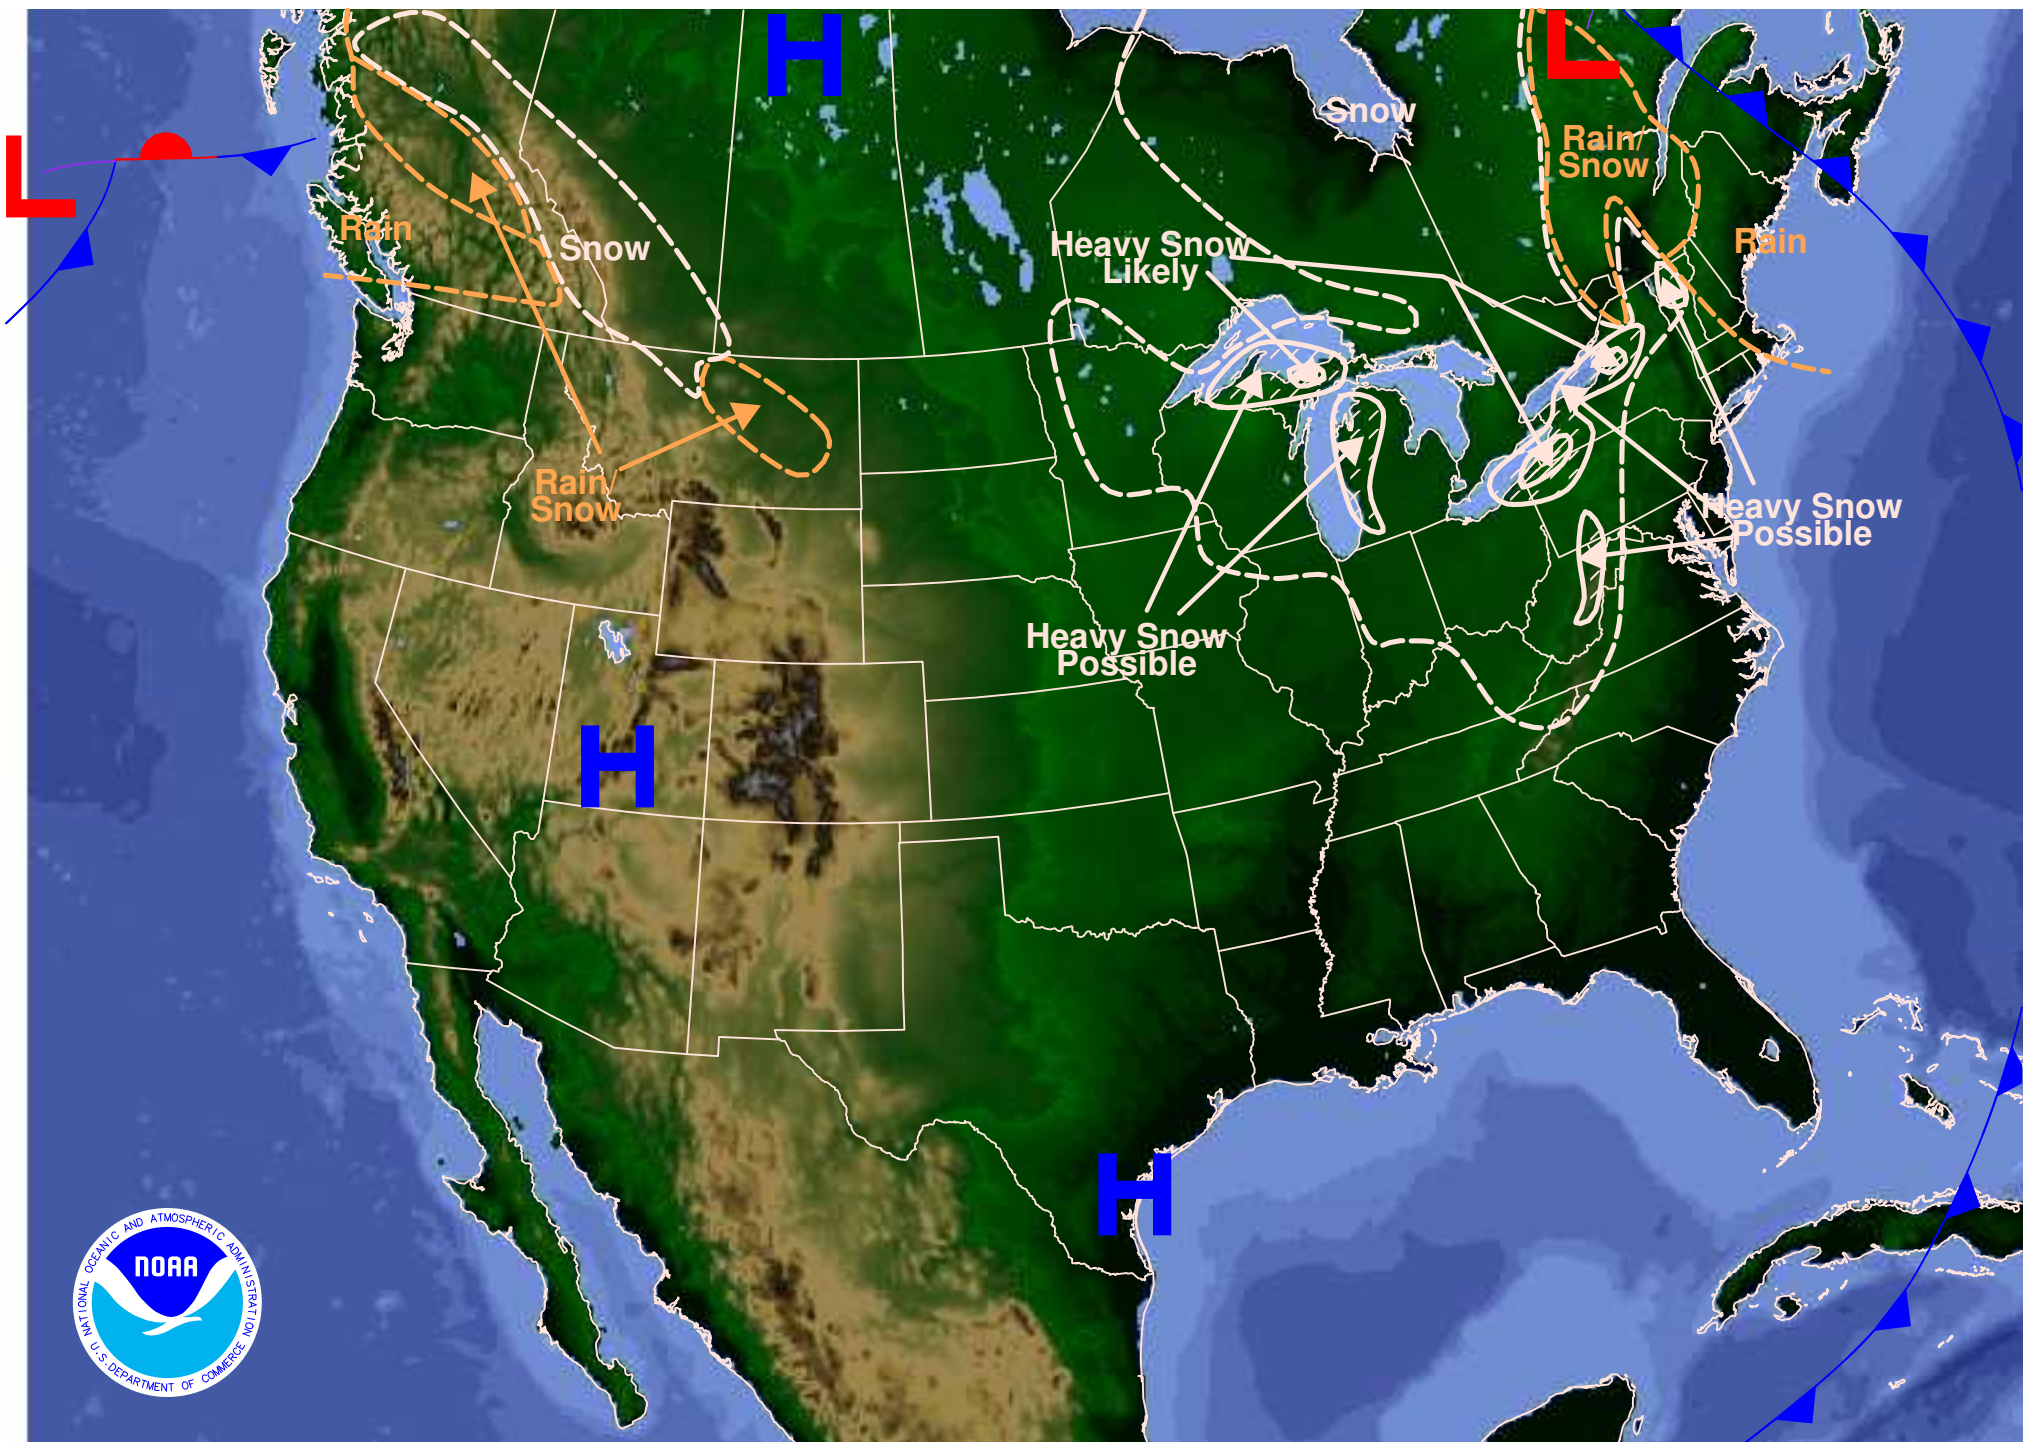 H
L
Snow
Rain/
Snow
L
Rain
Snow
Heavy Snow
Likely
Rain
Rain/
Snow
Heavy Snow
Possible
Heavy Snow
Possible
H
H
NATIONAL OCEANIC AND ATMOSPHERIC ADMINISTRATION
NOAA
U.S. DEPARTMENT OF COMMERCE